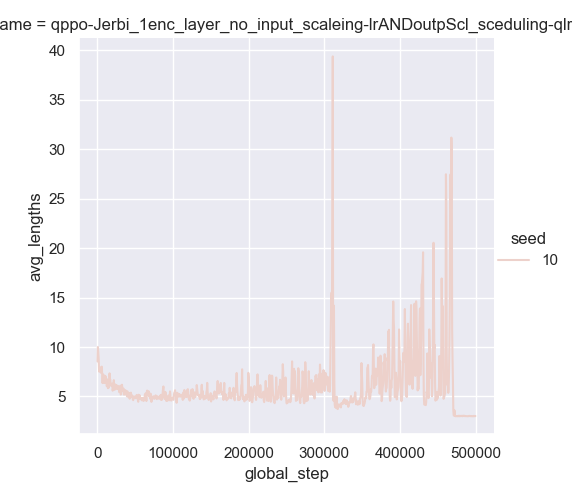 ame = qppo-Jerbi_1enc_layer_no_input_scaleing-lrANDoutpScl_sceduling-qlr
40
35
30
25
20
15
10
5
avg_lengths
0 100000 200000 300000 400000 500000
global_step
seed
10